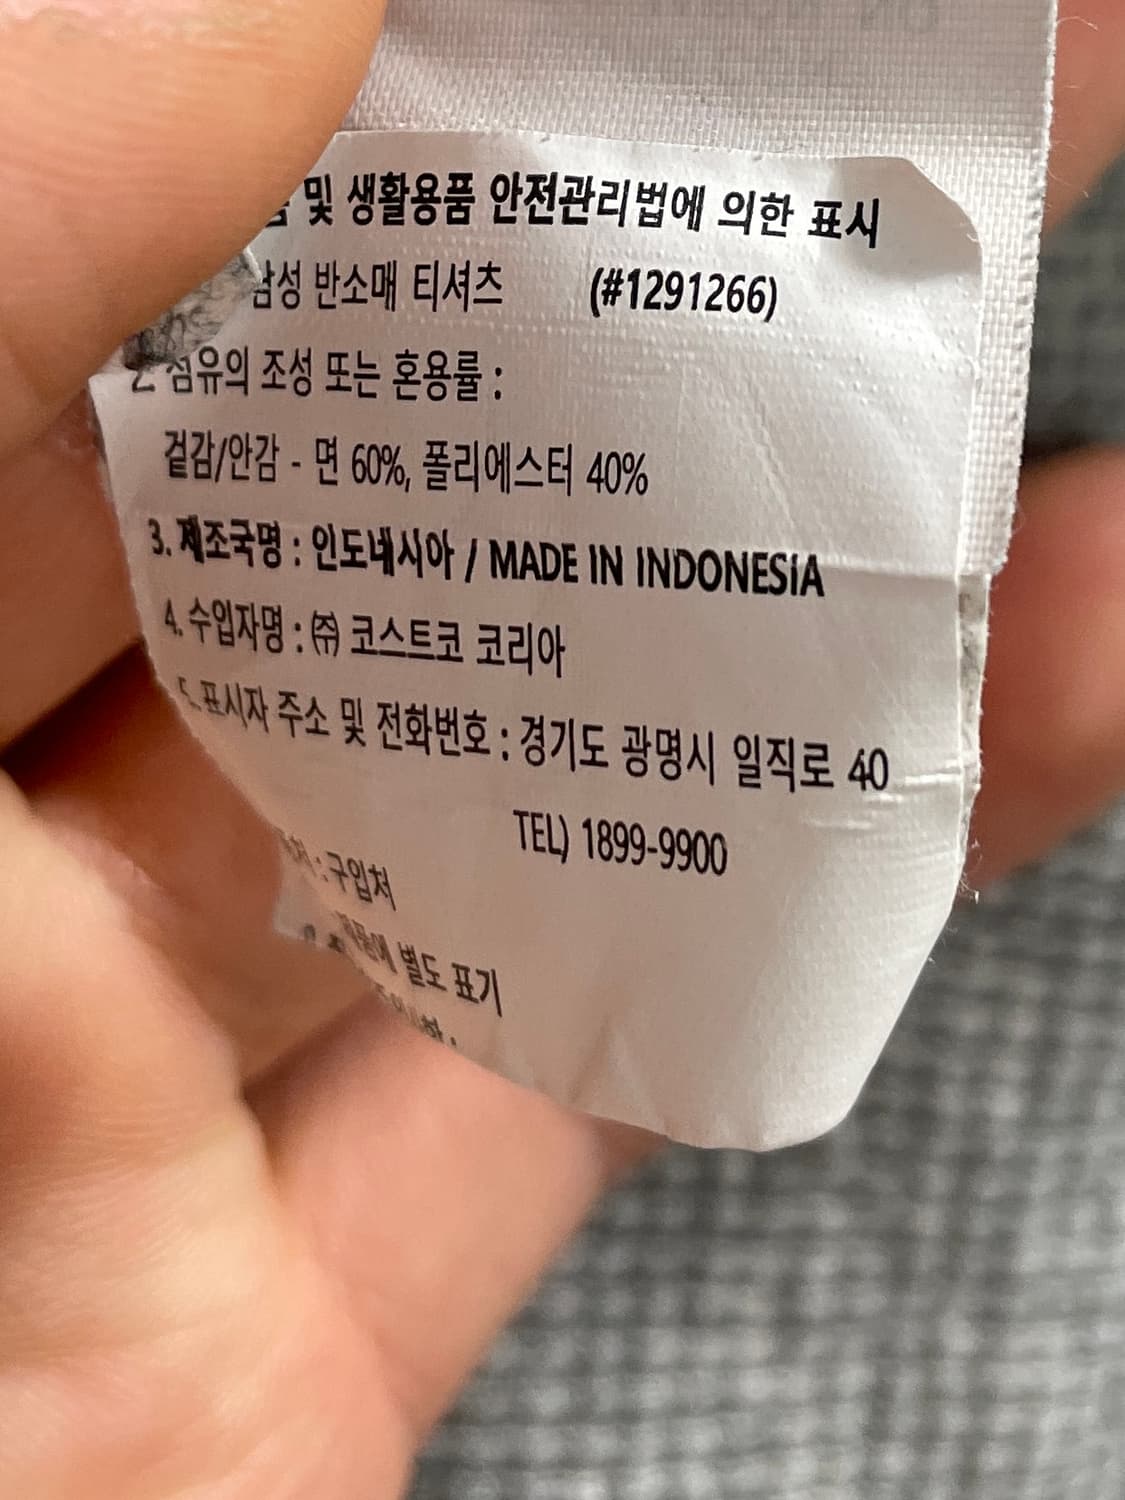 및 생활용품 안전관리법에 의한 표시
남성 반소매 티셔츠 (#1291266)
2. 섬유의 조성 또는 혼용률 :
겉감/안감 - 면 60%, 폴리에스터 40%
3. 제조국명 : 인도네시아 / MADE IN INDONESIA
4. 수입자명 : ㈜ 코스트코 코리아
5. 표시자 주소 및 전화번호 : 경기도 광명시 일직로 40
TEL) 1899-9900
: 구입처
제품에 별도 표기